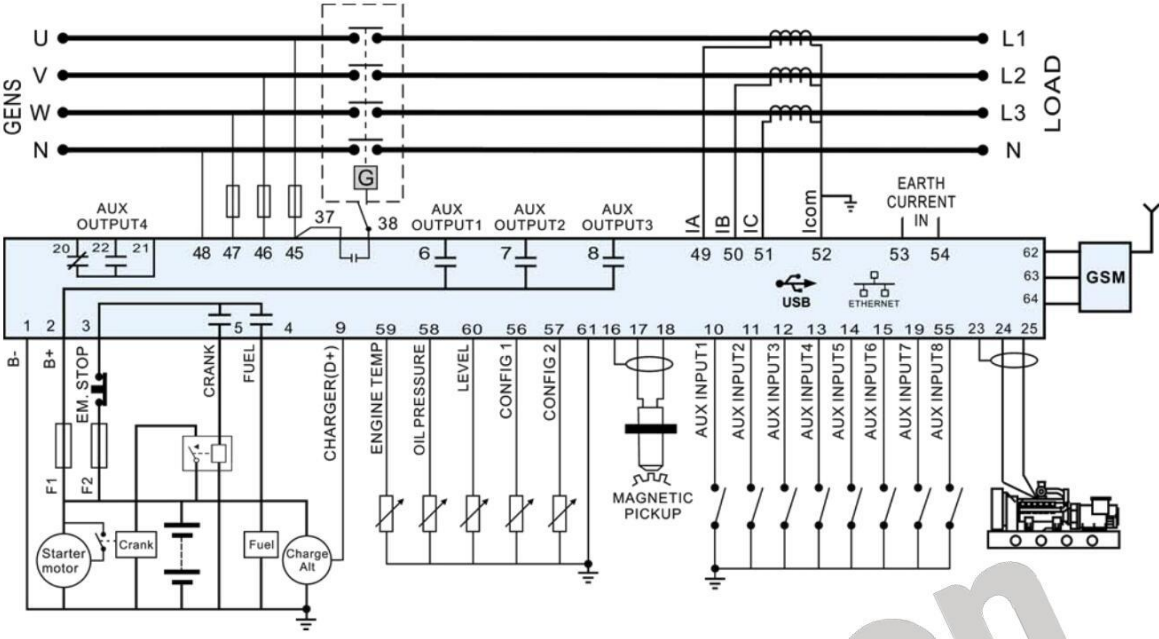 GENS
U
V
W
N
L1
L2
L3
N
LOAD
G
AUX
OUTPUT4
20 22 21
48 47 46 45
37
38
AUX
OUTPUT1
6
AUX
OUTPUT2
7
AUX
OUTPUT3
8
IA
IB
IC
Icom
49 50 51 52
EARTH
CURRENT
IN
53 54
USB
ETHERNET
62
63
64
GSM
1 2 3 5 4 9 59 58 60 56 57 61 16 17 18 10 11 12 13 14 15 19 55 23 24 25
B-
B+
EM. STOP
CRANK
FUEL
CHARGER(D+)
ENGINE TEMP
OIL PRESSURE
LEVEL
CONFIG 1
CONFIG 2
AUX INPUT1
AUX INPUT2
AUX INPUT3
AUX INPUT4
AUX INPUT5
AUX INPUT6
AUX INPUT7
AUX INPUT8
F1
F2
MAGNETIC
PICKUP
Starter
motor
Crank
Fuel
Charge
Alt